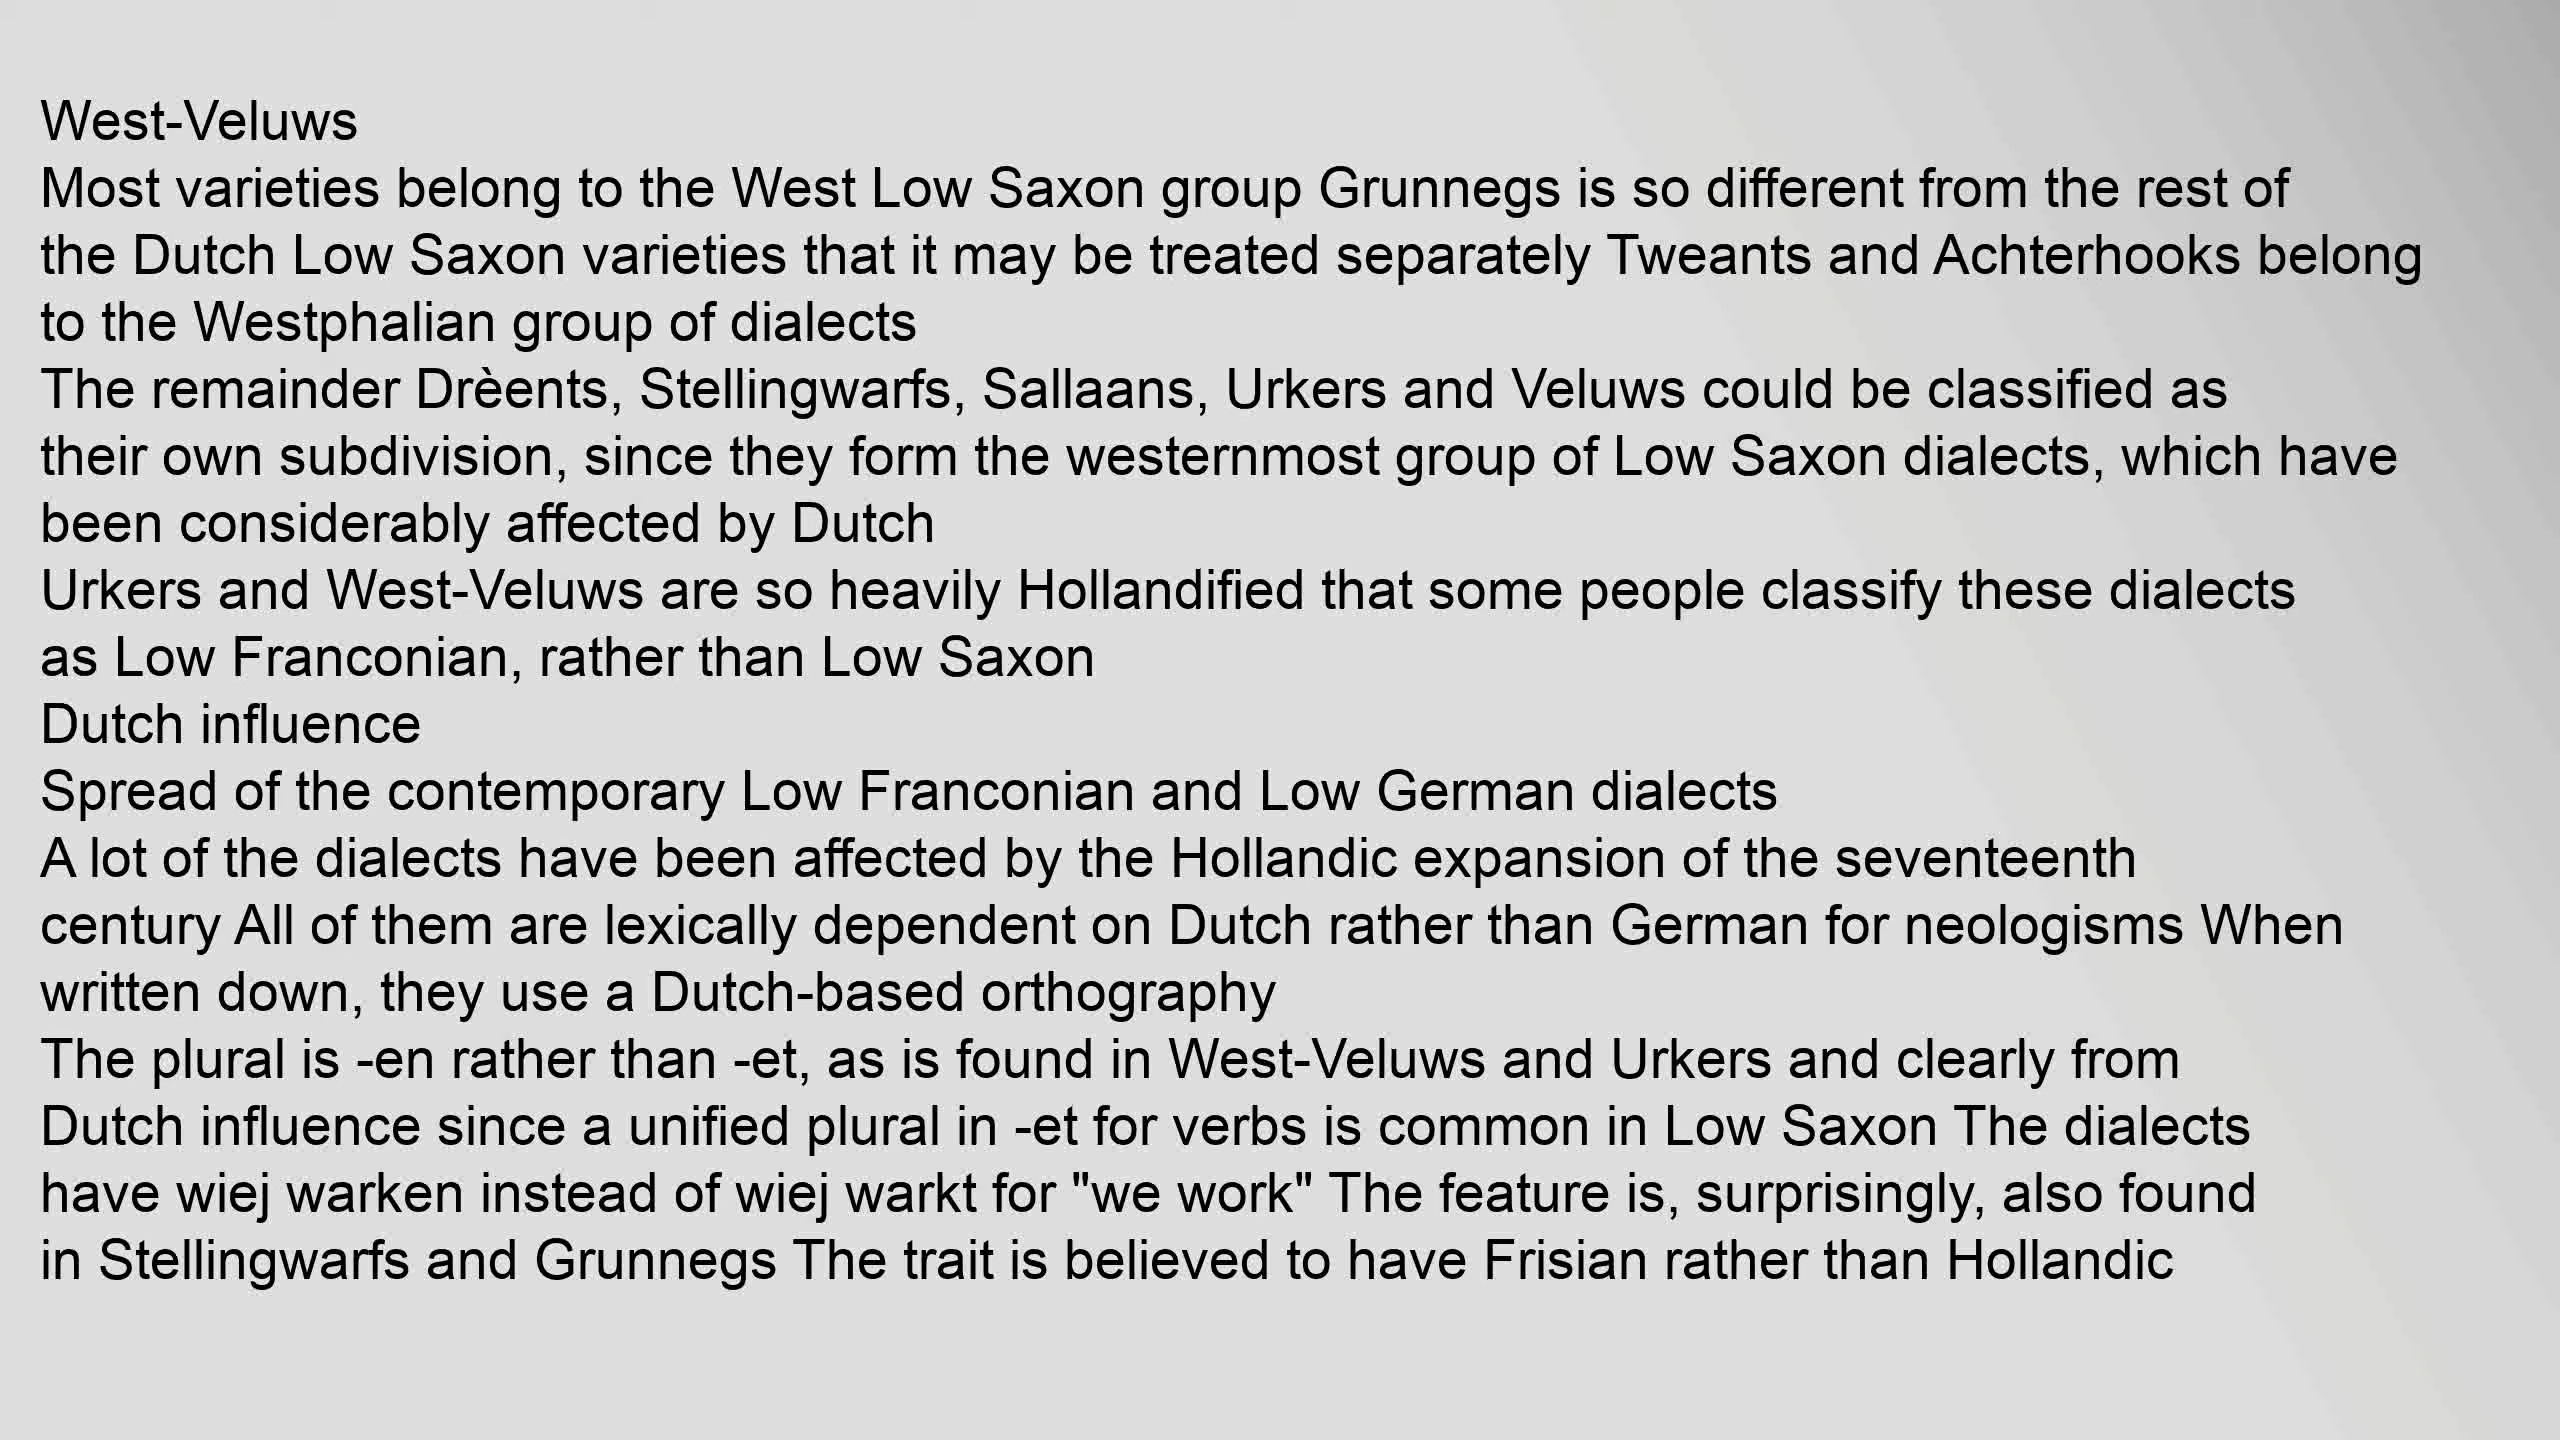 West-Veluws
Most varieties belong to the West Low Saxon group Grunnegs is so different from the rest of
the Dutch Low Saxon varieties that it may be treated separately Tweants and Achterhooks belong
to the Westphalian group of dialects
The remainder Drèents, Stellingwarfs, Sallaans, Urkers and Veluws could be classified as
their own subdivision, since they form the westernmost group of Low Saxon dialects, which have
been considerably affected by Dutch
Urkers and West-Veluws are so heavily Hollandified that some people classify these dialects
as Low Franconian, rather than Low Saxon
Dutch influence
Spread of the contemporary Low Franconian and Low German dialects
A lot of the dialects have been affected by the Hollandic expansion of the seventeenth
century All of them are lexically dependent on Dutch rather than German for neologisms When
written down, they use a Dutch-based orthography
The plural is -en rather than -et, as is found in West-Veluws and Urkers and clearly from
Dutch influence since a unified plural in -et for verbs is common in Low Saxon The dialects
have wiej warken instead of wiej warkt for "we work" The feature is, surprisingly, also found
in Stellingwarfs and Grunnegs The trait is believed to have Frisian rather than Hollandic